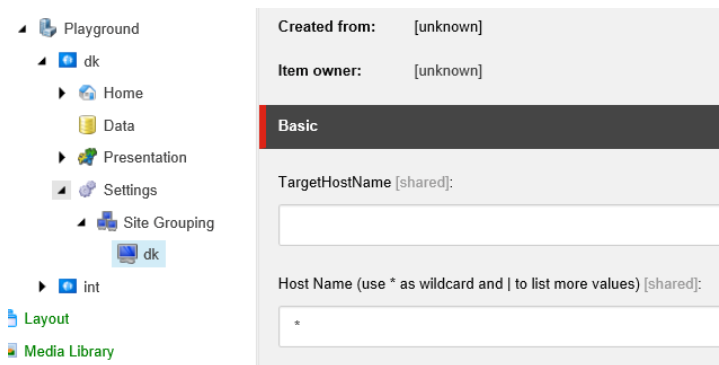 Playground
dk
Home
Data
Presentation
Settings
Site Grouping
dk
int
Layout
Media Library
Created from: [unknown]
Item owner: [unknown]
Basic
TargetHostName [shared]:
Host Name (use * as wildcard and | to list more values) [shared]:
*